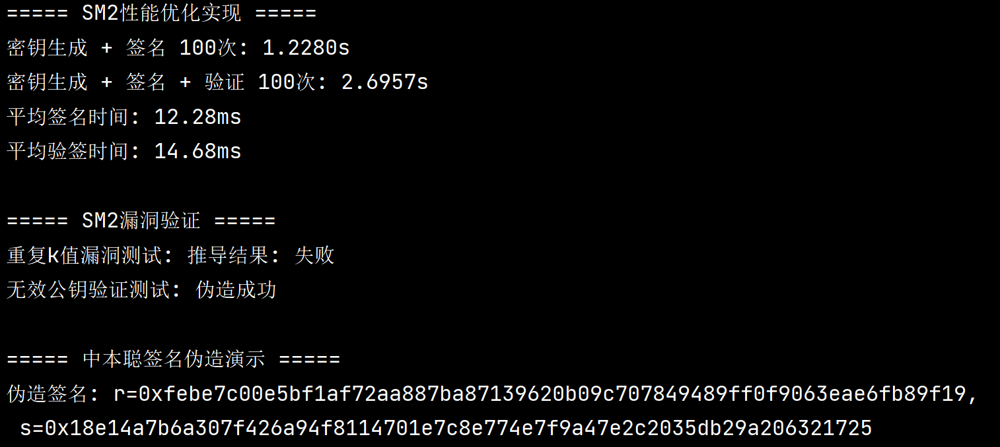 ===== SM2性能优化实现 =====
密钥生成 + 签名 100次: 1.2280s
密钥生成 + 签名 + 验证 100次: 2.6957s
平均签名时间: 12.28ms
平均验签时间: 14.68ms
===== SM2漏洞验证 =====
重复k值漏洞测试: 推导结果: 失败
无效公钥验证测试: 伪造成功
===== 中本聪签名伪造演示 =====
伪造签名: r=0xfebe7c00e5bf1af72aa887ba87139620b09c707849489ff0f9063eae6fb89f19,
s=0x18e14a7b6a307f426a94f8114701e7c8e774e7f9a47e2c2035db29a206321725